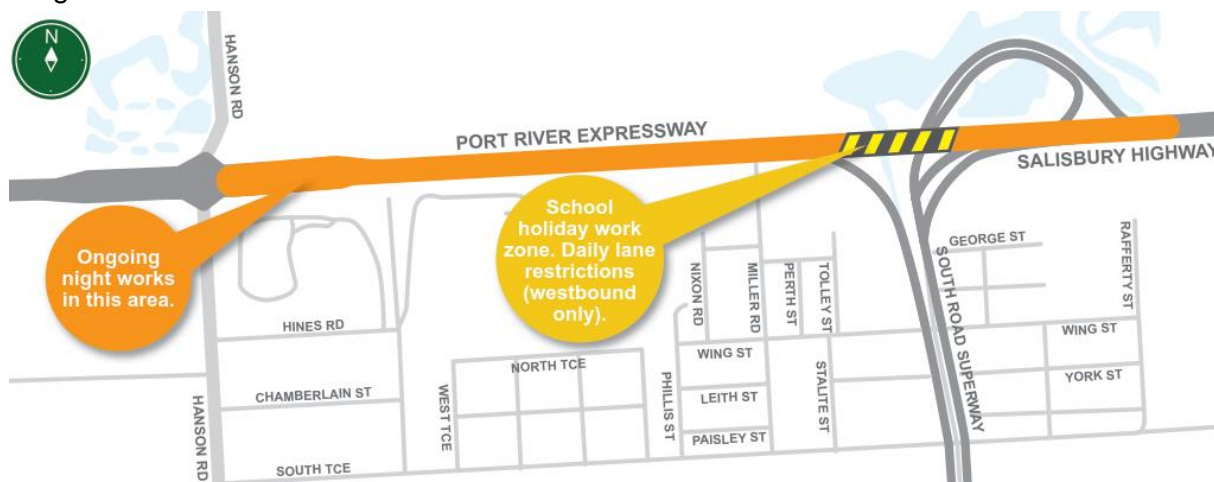 N
HANSON RD
PORT RIVER EXPRESSWAY
SALISBURY HIGHWAY
Ongoing
night works
in this area.
School
holiday work
zone. Daily lane
restrictions
(westbound
only).
GEORGE ST
RAFFERTY ST
NIXON RD
MILLER RD
PERTH ST
TOLLEY ST
SOUTH ROAD SUPERWAY
HINES RD
WING ST
WING ST
NORTH TCE
CHAMBERLAIN ST
WEST TCE
PHILLIS ST
LEITH ST
STALITE ST
YORK ST
HANSON RD
PAISLEY ST
SOUTH TCE